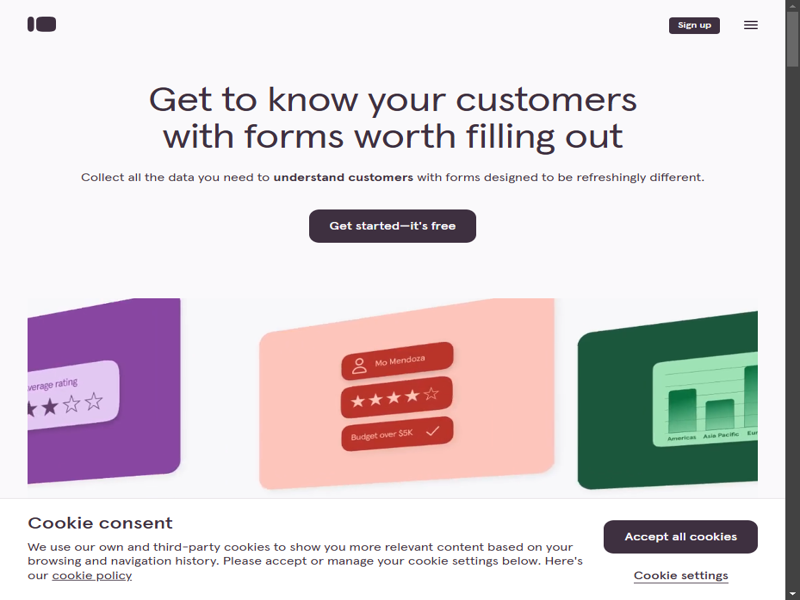 Sign up
Get to know your customers
with forms worth filling out
Collect all the data you need to understand customers with forms designed to be refreshingly different.
Get started—it's free
verage rating
Mo Mendoza
Budget over $5K
Americas Asia Pacific Eur
Cookie consent
We use our own and third-party cookies to show you more relevant content based on your
browsing and navigation history. Please accept or manage your cookie settings below. Here's
our cookie policy
Accept all cookies
Cookie settings